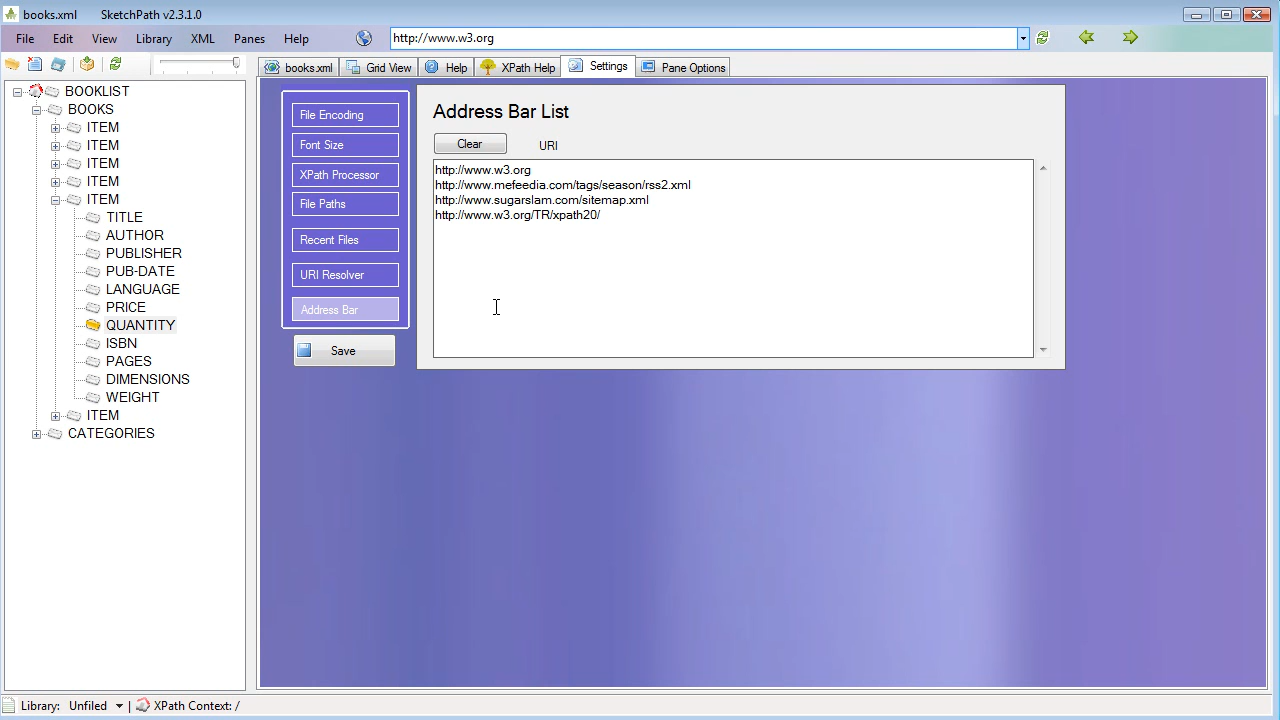 books.xml SketchPath v2.3.1.0
File Edit View Library XML Panes Help http://www.w3.org
books.xml Grid View Help XPath Help Settings Pane Options
BOOKLIST
BOOKS
ITEM
ITEM
ITEM
ITEM
ITEM
TITLE
AUTHOR
PUBLISHER
PUB-DATE
LANGUAGE
PRICE
QUANTITY
ISBN
PAGES
DIMENSIONS
WEIGHT
ITEM
CATEGORIES
File Encoding
Font Size
XPath Processor
File Paths
Recent Files
URI Resolver
Address Bar
Save
Address Bar List
Clear URI
http://www.w3.org
http://www.mefeedia.com/tags/season/rss2.xml
http://www.sugarslam.com/sitemap.xml
http://www.w3.org/TR/xpath20/
Library: Unfiled XPath Context: /